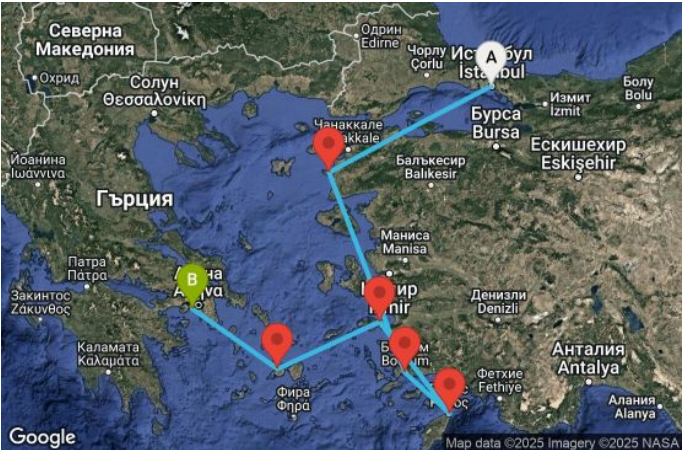 Северна
Македония
Одрин
Edirne
Чорлу
Çorlu
Истанбул
İstanbul
A
Охрид
Солун
Θεσσαλονίκη
Измит
İzmit
Болу
Bolu
Бурса
Bursa
Чанаккале
Ескишехир
Eskişehir
Йоанина
Ιωάννινα
Балъкесир
Balıkesir
Гърция
Маниса
Manisa
Патра
Πάτρα
B
Закинтос
Ζάκυνθος
Денизли
Denizli
Каламата
Καλαμάτα
Анталия
Antalya
Фетхие
Fethiye
Фира
Φηρά
Алания
Alanya
Google
Map data ©2025 Imagery ©2025 NASA